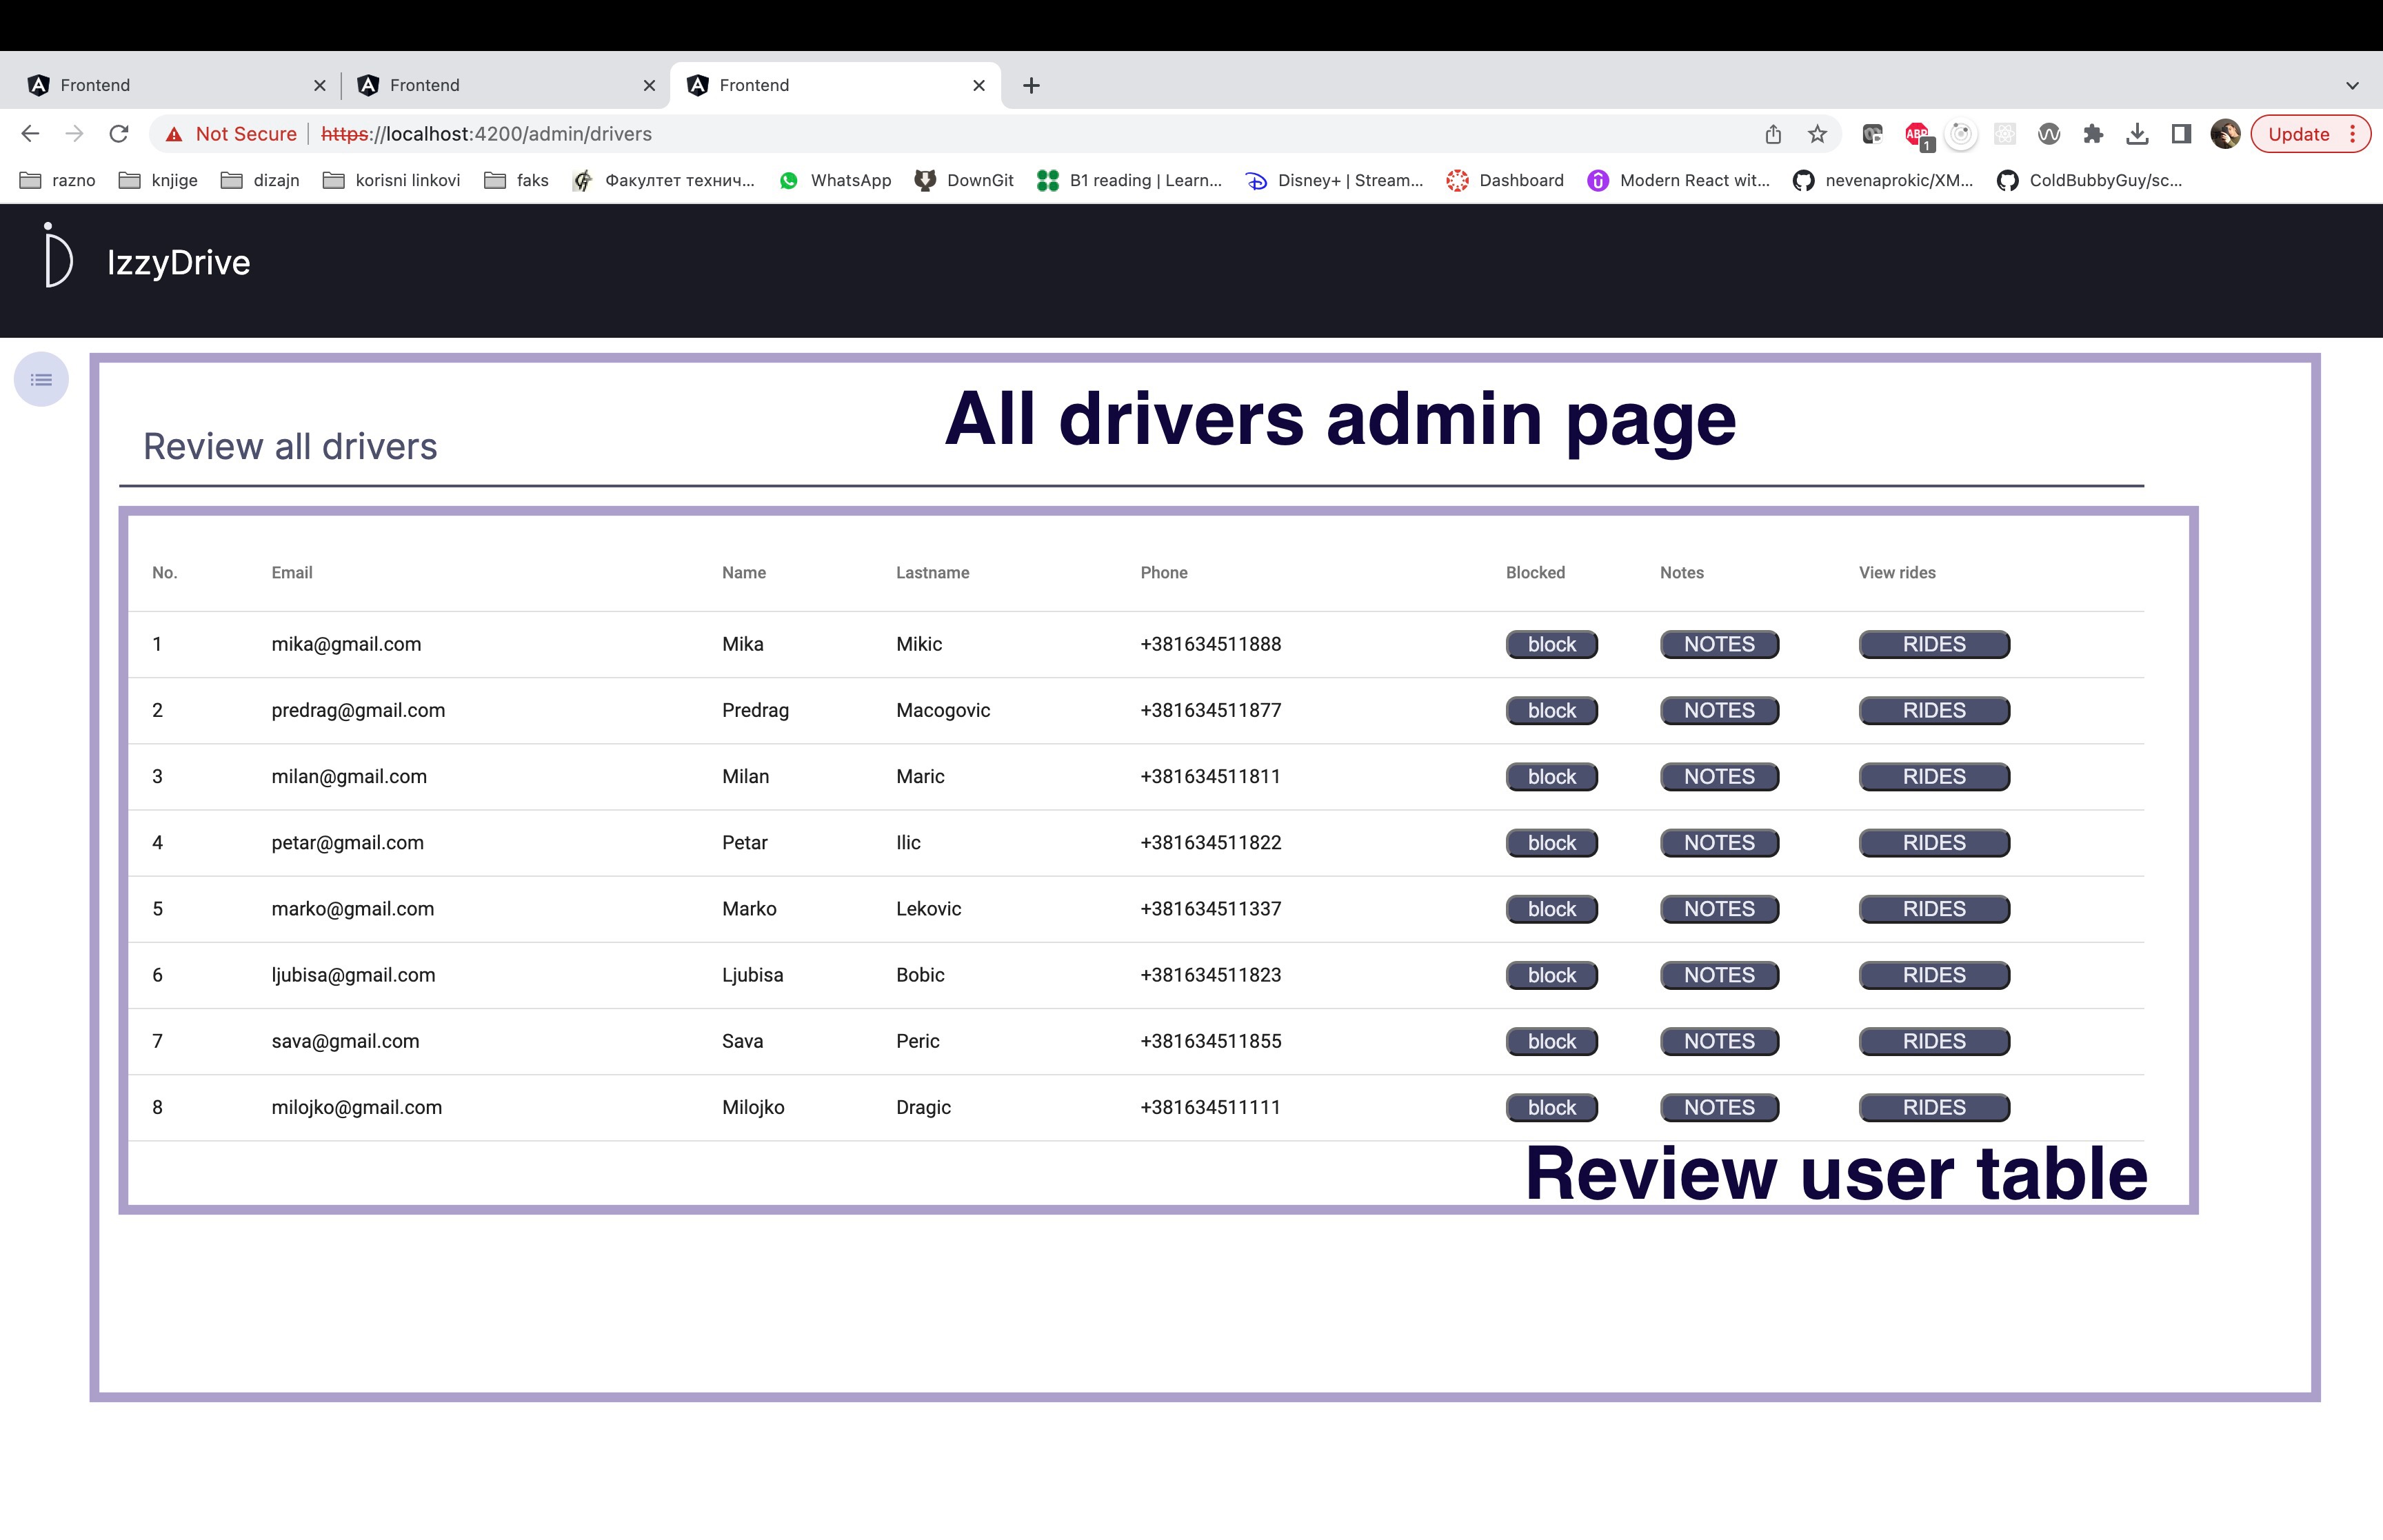 Frontend Frontend Frontend
Not Secure https://localhost:4200/admin/drivers ABP 1 Update
razno knjige dizajn korisni linkovi faks Факултет технич... WhatsApp DownGit B1 reading | Learn... Disney+ | Stream... Dashboard Modern React wit... nevenaprokic/XM... ColdBubbyGuy/sc...
IzzyDrive
All drivers admin page
Review all drivers
No. Email Name Lastname Phone Blocked Notes View rides
1 mika@gmail.com Mika Mikic +381634511888 block NOTES RIDES
2 predrag@gmail.com Predrag Macogovic +381634511877 block NOTES RIDES
3 milan@gmail.com Milan Maric +381634511811 block NOTES RIDES
4 petar@gmail.com Petar Ilic +381634511822 block NOTES RIDES
5 marko@gmail.com Marko Lekovic +381634511337 block NOTES RIDES
6 ljubisa@gmail.com Ljubisa Bobic +381634511823 block NOTES RIDES
7 sava@gmail.com Sava Peric +381634511855 block NOTES RIDES
8 milojko@gmail.com Milojko Dragic +381634511111 block NOTES RIDES
Review user table